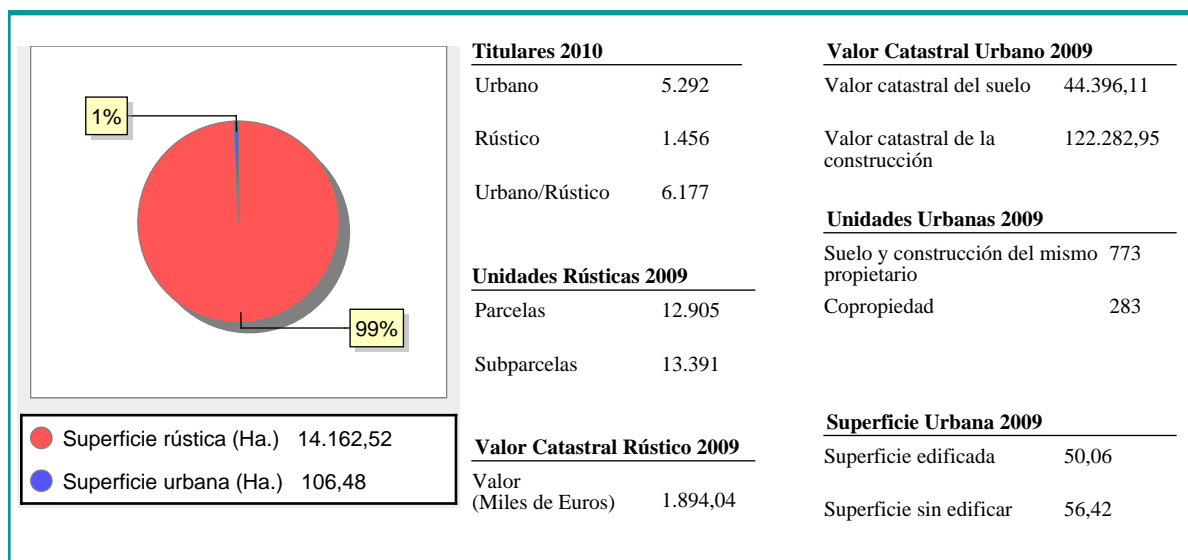 1%
99%
Superficie rústica (Ha.) 14.162,52
Superficie urbana (Ha.) 106,48
Titulares 2010
Urbano 5.292
Rústico 1.456
Urbano/Rústico 6.177
Unidades Rústicas 2009
Parcelas 12.905
Subparcelas 13.391
Valor Catastral Rústico 2009
Valor
(Miles de Euros) 1.894,04
Valor Catastral Urbano 2009
Valor catastral del suelo 44.396,11
Valor catastral de la 122.282,95
construcción
Unidades Urbanas 2009
Suelo y construcción del mismo 773
propietario
Copropiedad 283
Superficie Urbana 2009
Superficie edificada 50,06
Superficie sin edificar 56,42